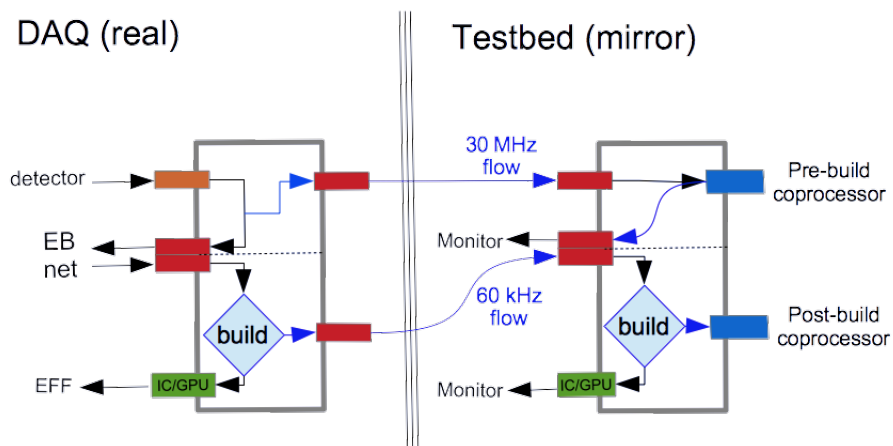 DAQ (real)
Testbed (mirror)
30 MHz
flow
detector
Pre-build
coprocessor
EB
net
Monitor
60 kHz
flow
build
build
Post-build
coprocessor
EFF
IC/GPU
Monitor
IC/GPU